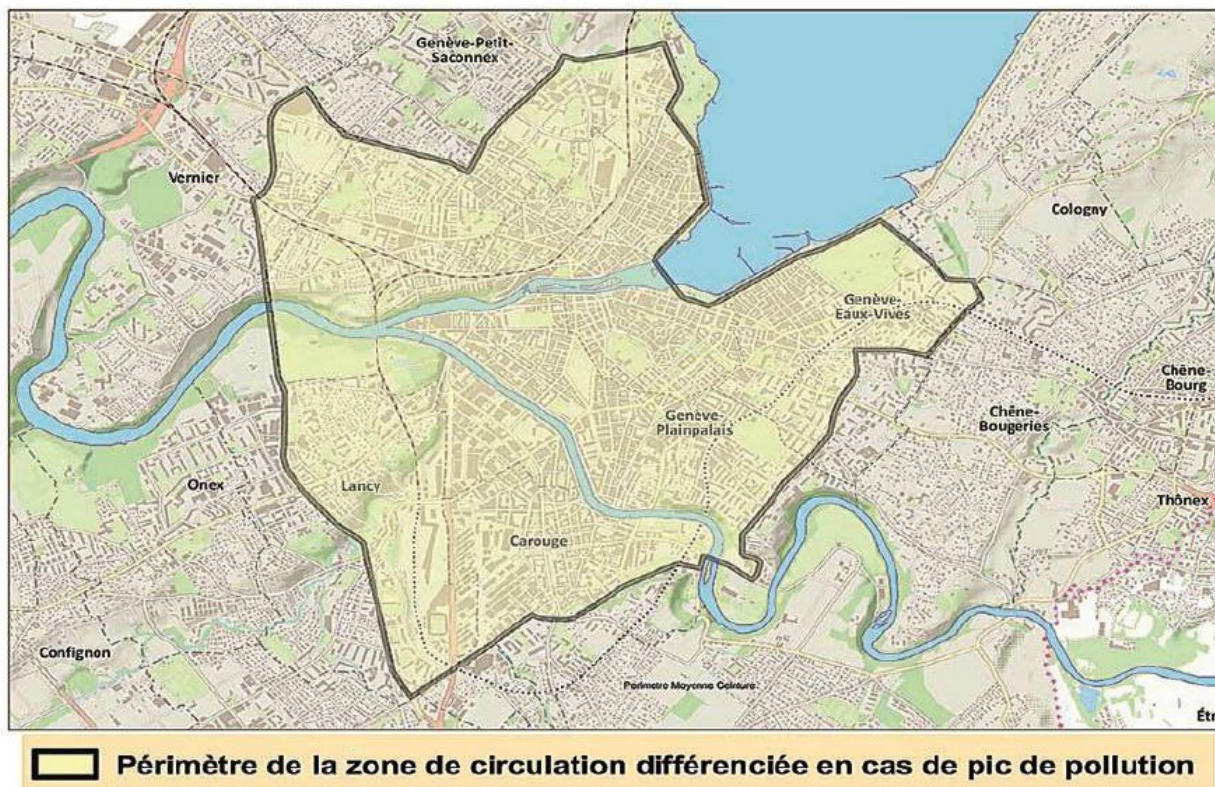 Genève-Petit-
Saconnex
Vernier
Cologny
Genève-
Eaux-Vives
Chêne-
Bourg
Genève-
Plainpalais
Chêne-
Bougeries
Onex
Lancy
Thônex
Carouge
Confignon
Périmètre Moyenne Ceinture
Étr
Périmètre de la zone de circulation différenciée en cas de pic de pollution